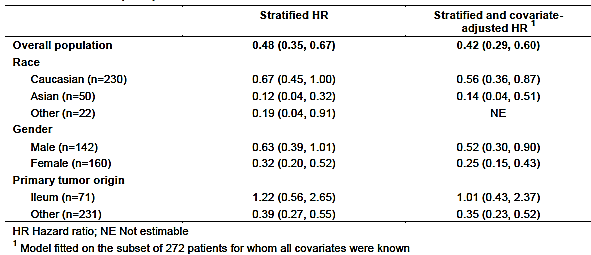 Stratified HR Stratified and covariate-
adjusted HR 1
Overall population 0.48 (0.35, 0.67) 0.42 (0.29, 0.60)
Race
Caucasian (n=230) 0.67 (0.45, 1.00) 0.56 (0.36, 0.87)
Asian (n=50) 0.12 (0.04, 0.32) 0.14 (0.04, 0.51)
Other (n=22) 0.19 (0.04, 0.91) NE
Gender
Male (n=142) 0.63 (0.39, 1.01) 0.52 (0.30, 0.90)
Female (n=160) 0.32 (0.20, 0.52) 0.25 (0.15, 0.43)
Primary tumor origin
Ileum (n=71) 1.22 (0.56, 2.65) 1.01 (0.43, 2.37)
Other (n=231) 0.39 (0.27, 0.55) 0.35 (0.23, 0.52)
HR Hazard ratio; NE Not estimable
1 Model fitted on the subset of 272 patients for whom all covariates were known